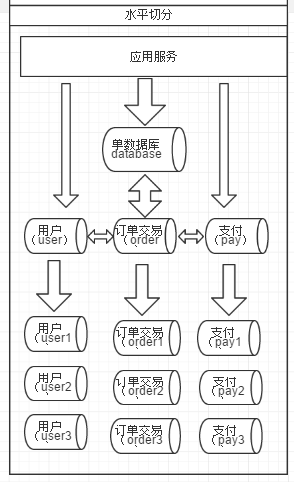 水平切分
应用服务
单数据库
database
用户
（user）
订单交易
（order
支付
（pay）
用户
（user1
订单交易
（order1
支付
（pay1
用户
（user2
订单交易
（order2
支付
（pay2
用户
（user3
订单交易
（order3
支付
（pay3